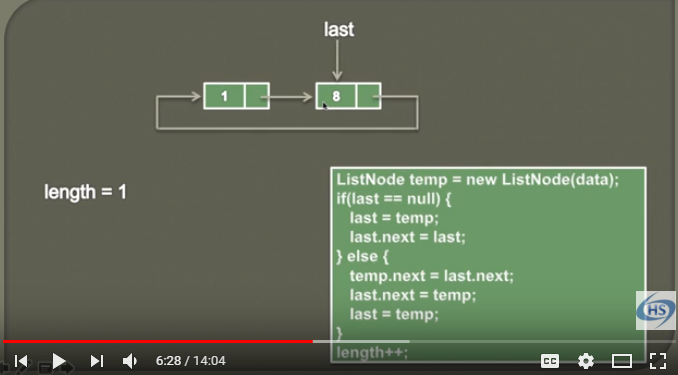 last
1
8
length = 1
ListNode temp = new ListNode(data);
if(last == null) {
last = temp;
last.next = last;
} else {
temp.next = last.next;
last.next = temp;
last = temp;
}
length++;
HS
6:28 / 14:04
CC